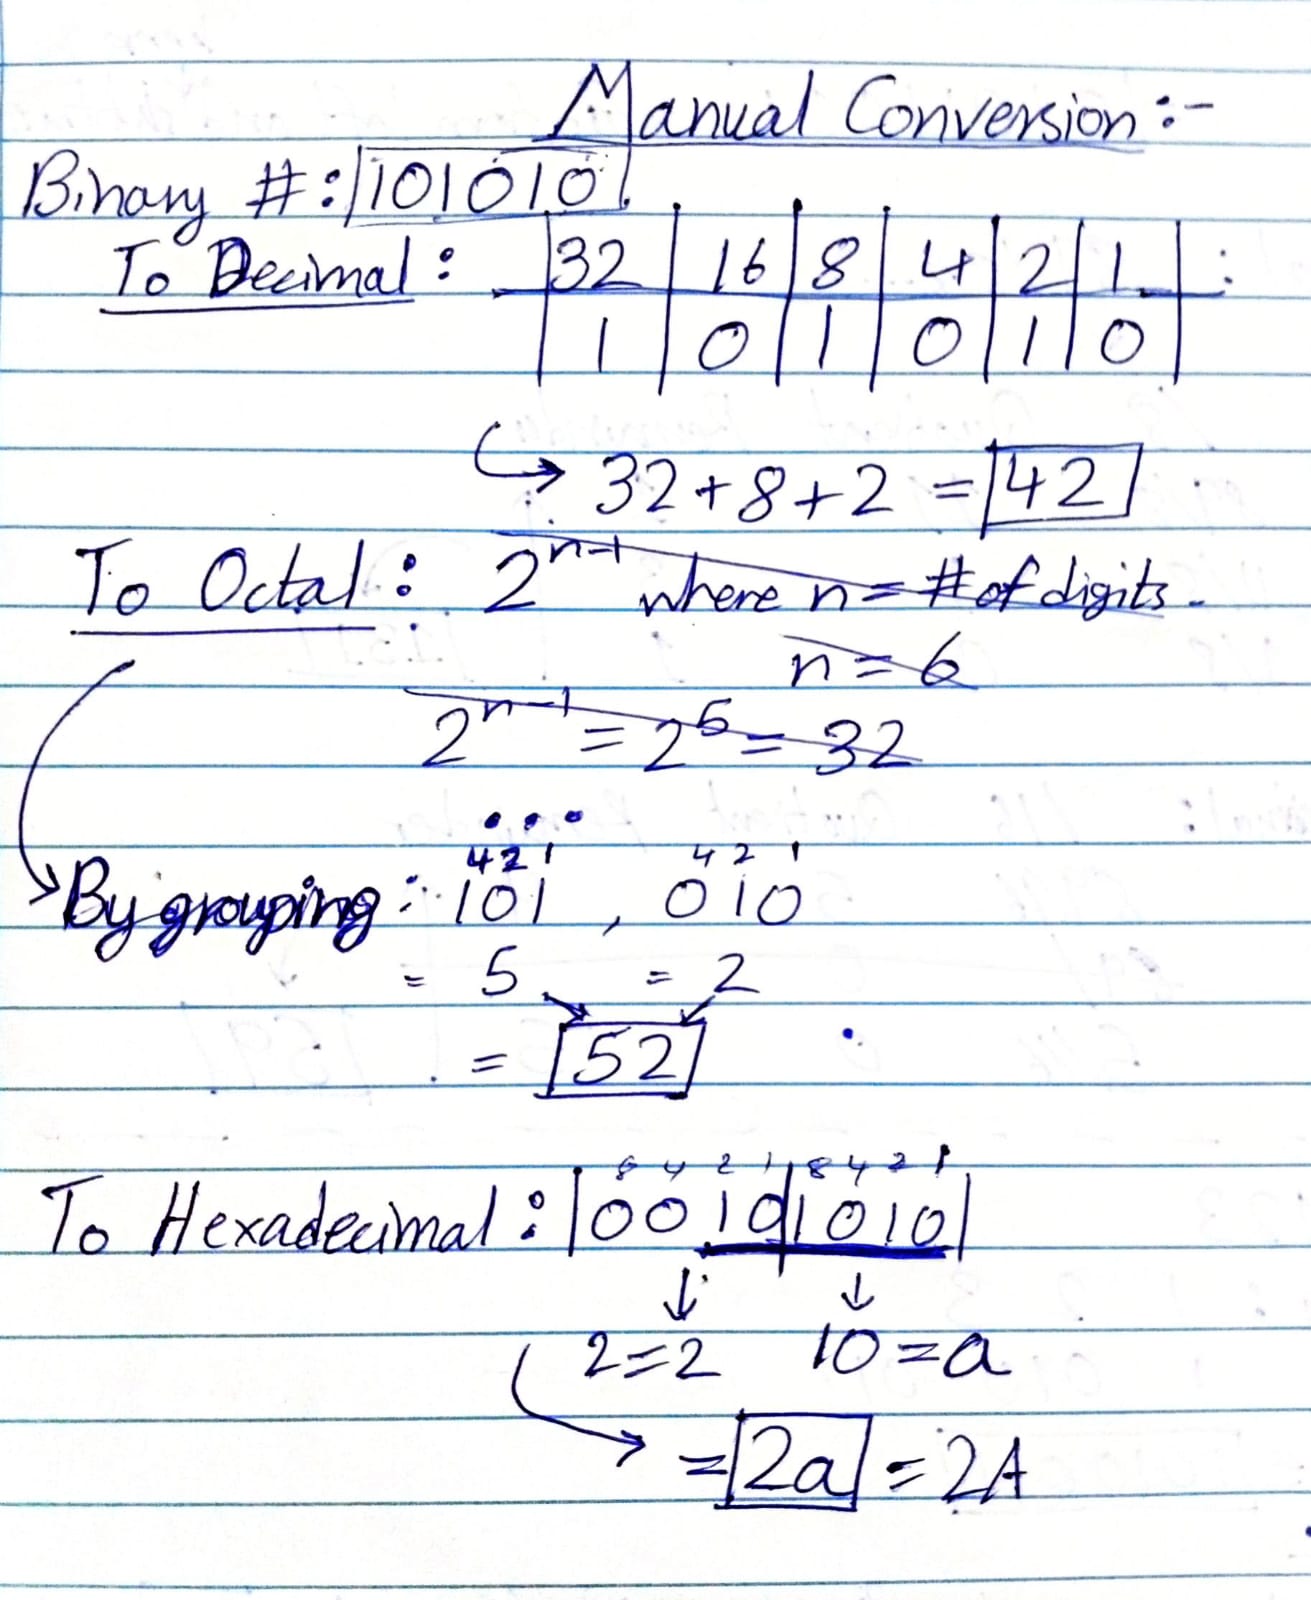 Manual Conversion:-
Binary #: 101010
To Decimal: 32 16 8 4 2 1
1 0 1 0 1 0
32+8+2 = 42
To Octal: 2^n-1 where n = # of digits.
n = 6
2^n-1 = 2^5 = 32
4 2 1 4 2 1
By grouping: 101 , 010
= 5 = 2
= 52
8 4 2 1 8 4 2 1
To Hexadecimal: 0010 1010
2=2 10=a
= 2a = 2A